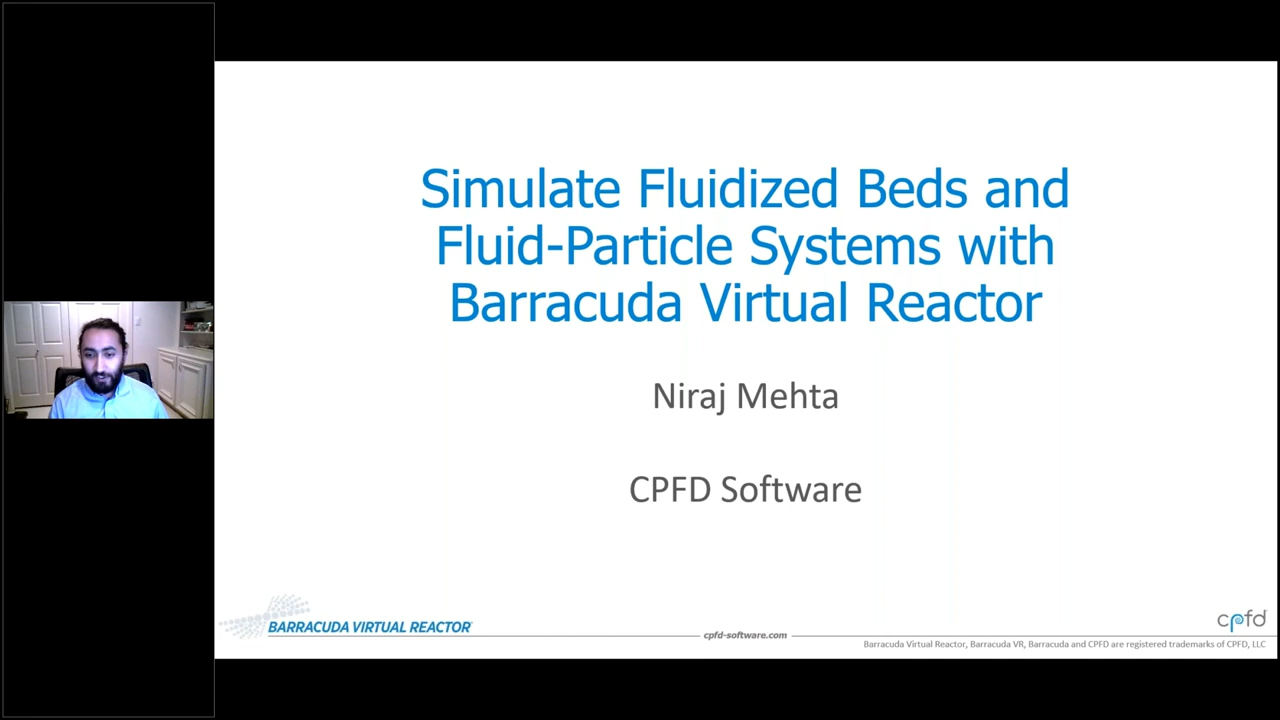 Simulate Fluidized Beds and
Fluid-Particle Systems with
Barracuda Virtual Reactor
Niraj Mehta
CPFD Software
BARRACUDA VIRTUAL REACTOR
cpfd-software.com
cpfd
Barracuda Virtual Reactor, Barracuda VR, Barracuda and CPFD are registered trademarks of CPFD, LLC